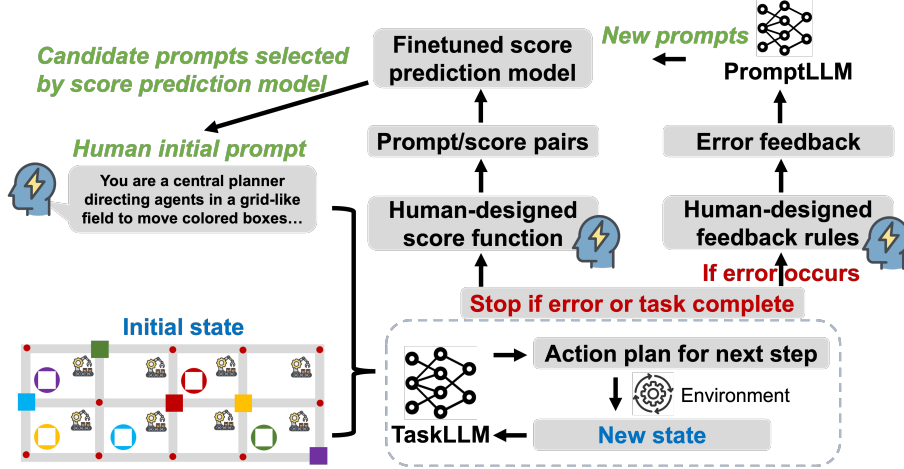 Candidate prompts selected
by score prediction model
Finetuned score
prediction model
New prompts
PromptLLM
Human initial prompt
You are a central planner
directing agents in a grid-like
field to move colored boxes…
Prompt/score pairs
Error feedback
Human-designed
score function
Human-designed
feedback rules
If error occurs
Stop if error or task complete
Initial state
Action plan for next step
Environment
TaskLLM
New state